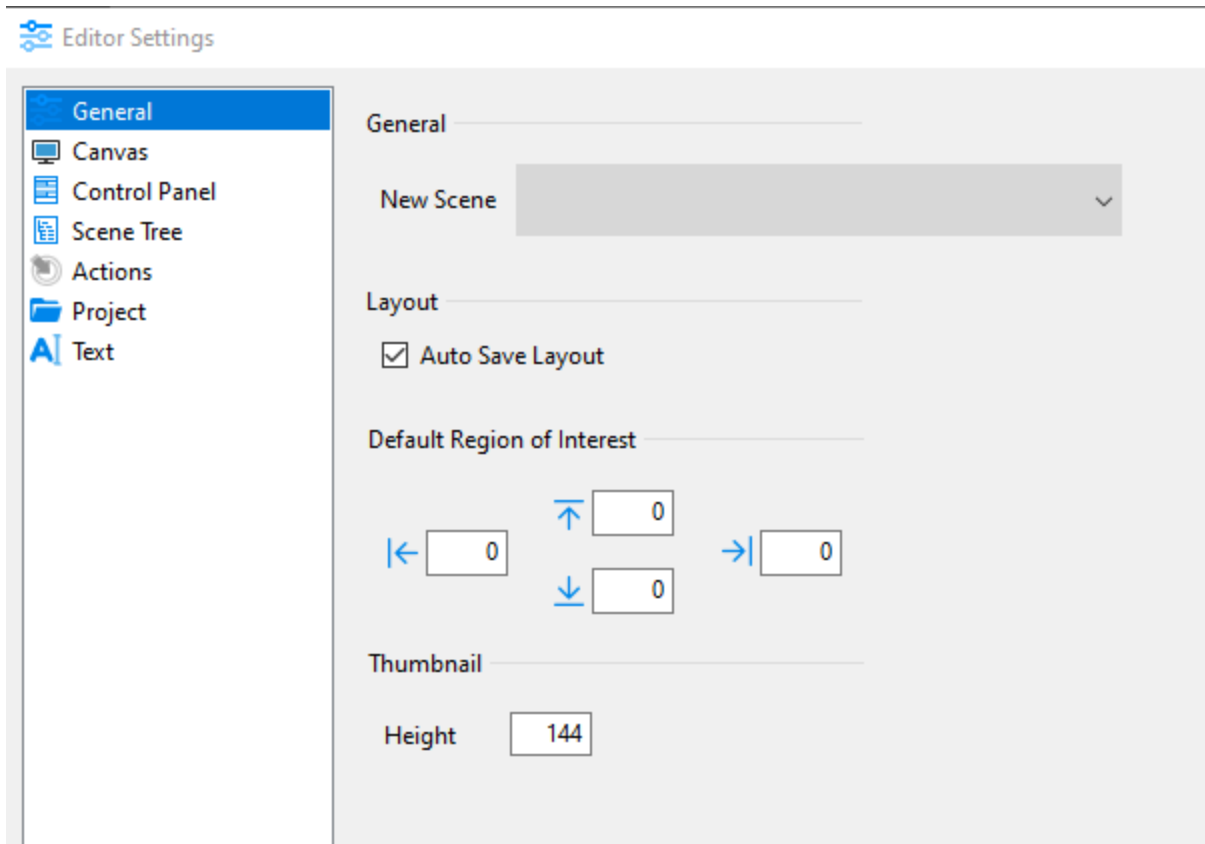 Editor Settings
General
Canvas
Control Panel
Scene Tree
Actions
Project
Text
General
New Scene
Layout
Auto Save Layout
Default Region of Interest
0
0
0
0
Thumbnail
Height 144